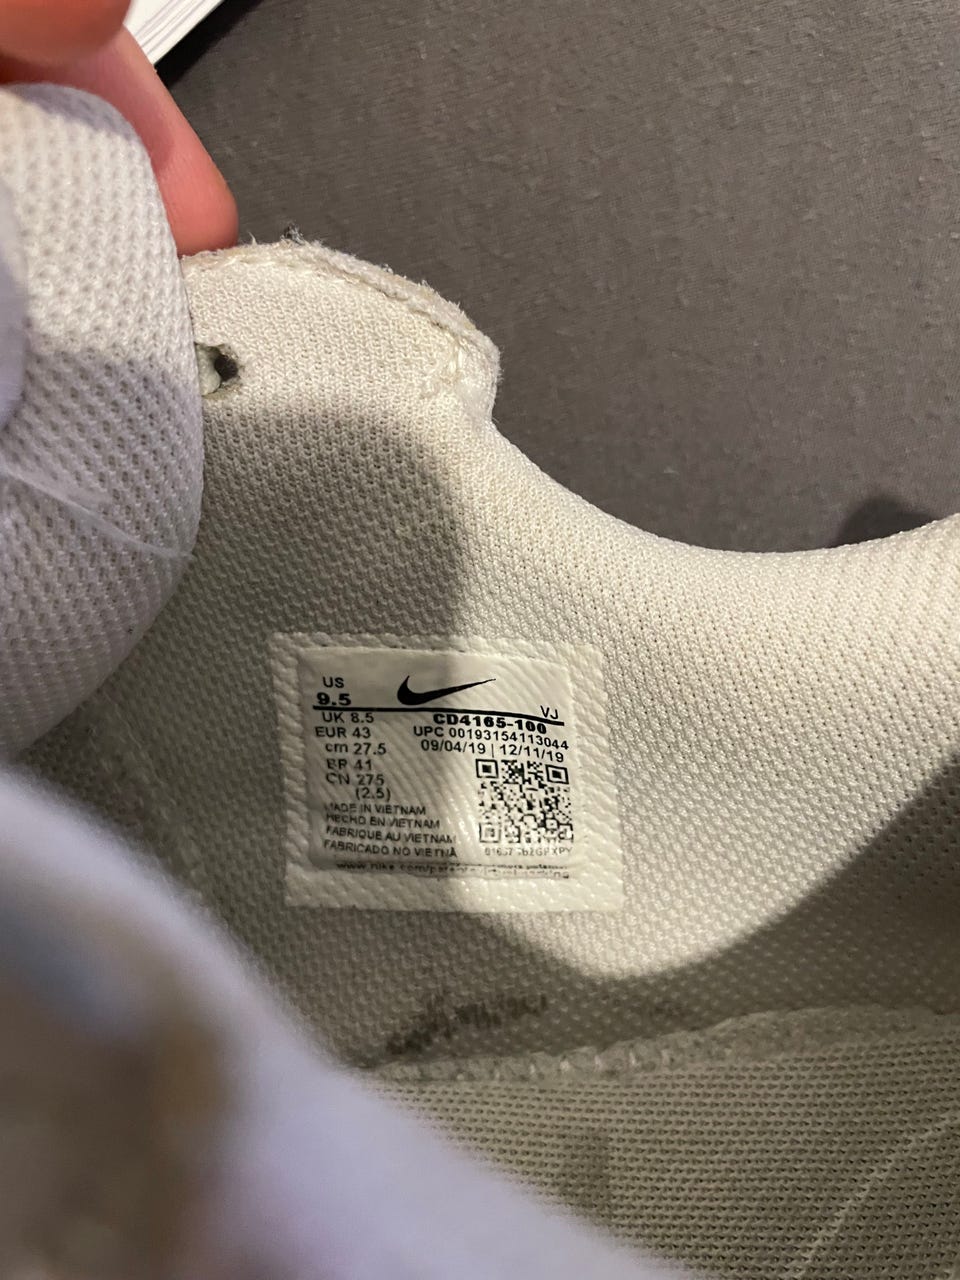 US
9.5
VJ
UK 8.5
CD4165-100
EUR 43
UPC 00193154113044
cm 27.5
09/04/19 | 12/11/19
BR 41
CN 275
(2.5)
MADE IN VIETNAM
HECHO EN VIETNAM
FABRIQUE AU VIETNAM
FABRICADO NO VIETNÃ